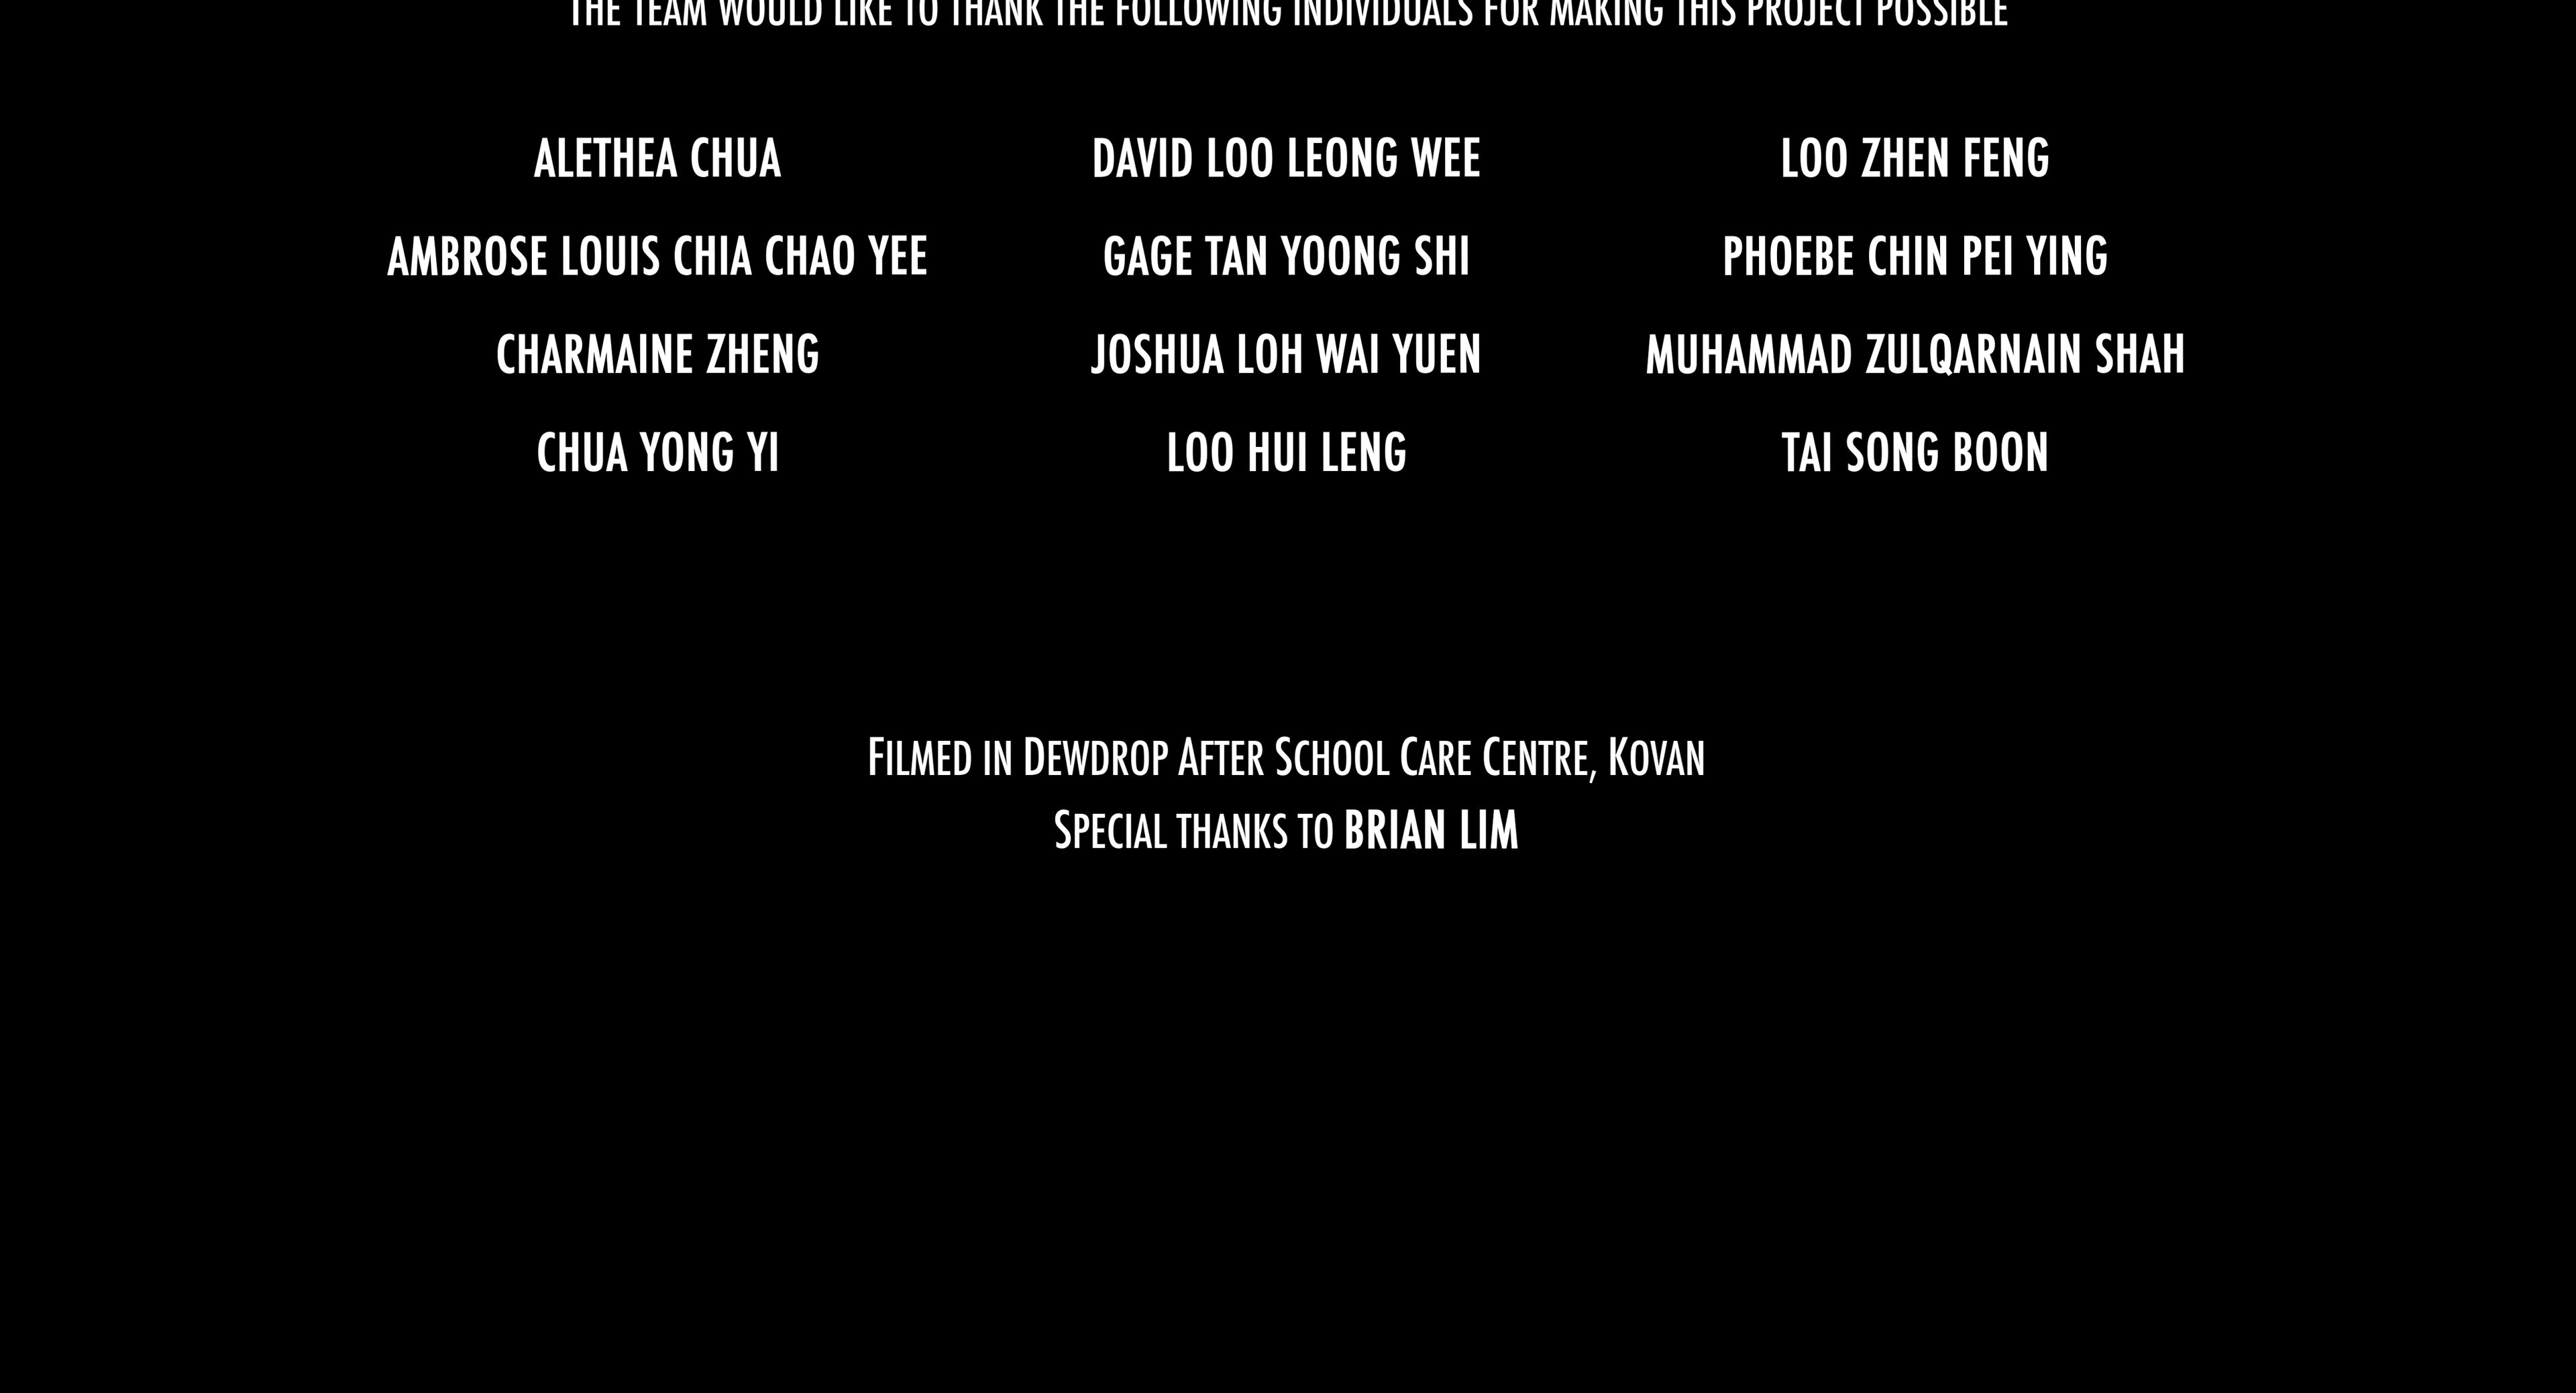 THE TEAM WOULD LIKE TO THANK THE FOLLOWING INDIVIDUALS FOR MAKING THIS PROJECT POSSIBLE
ALETHEA CHUA
AMBROSE LOUIS CHIA CHAO YEE
CHARMAINE ZHENG
CHUA YONG YI
DAVID LOO LEONG WEE
GAGE TAN YOONG SHI
JOSHUA LOH WAI YUEN
LOO HUI LENG
LOO ZHEN FENG
PHOEBE CHIN PEI YING
MUHAMMAD ZULQARNAIN SHAH
TAI SONG BOON
FILMED IN DEWDROP AFTER SCHOOL CARE CENTRE, KOVAN
SPECIAL THANKS TO BRIAN LIM